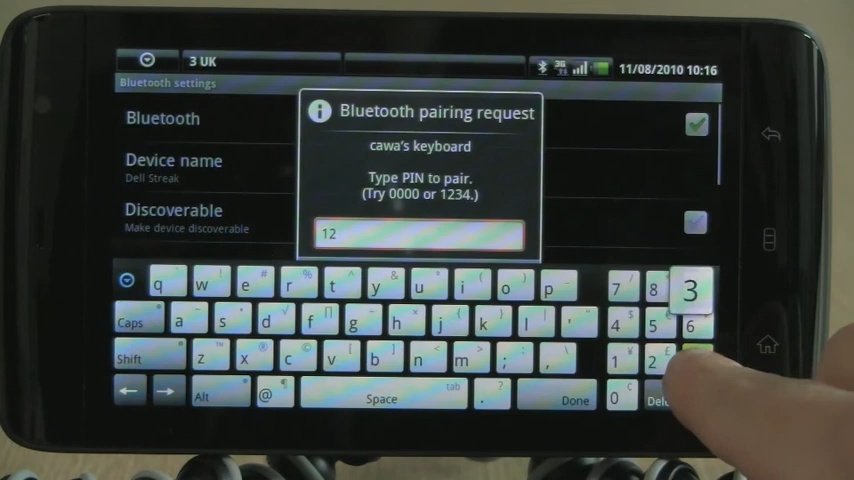 3 UK
3G
11/08/2010 10:16
Bluetooth settings
Bluetooth
Device name
Dell Streak
Discoverable
Make device discoverable
Bluetooth pairing request
cawa's keyboard
Type PIN to pair.
(Try 0000 or 1234.)
12
q w e r t y u i o p 7 8 3
Caps a s d f g h j k l ' 4 5 6
Shift z x c v b n m ; , 1 2
Alt @ Space tab . ? Done 0